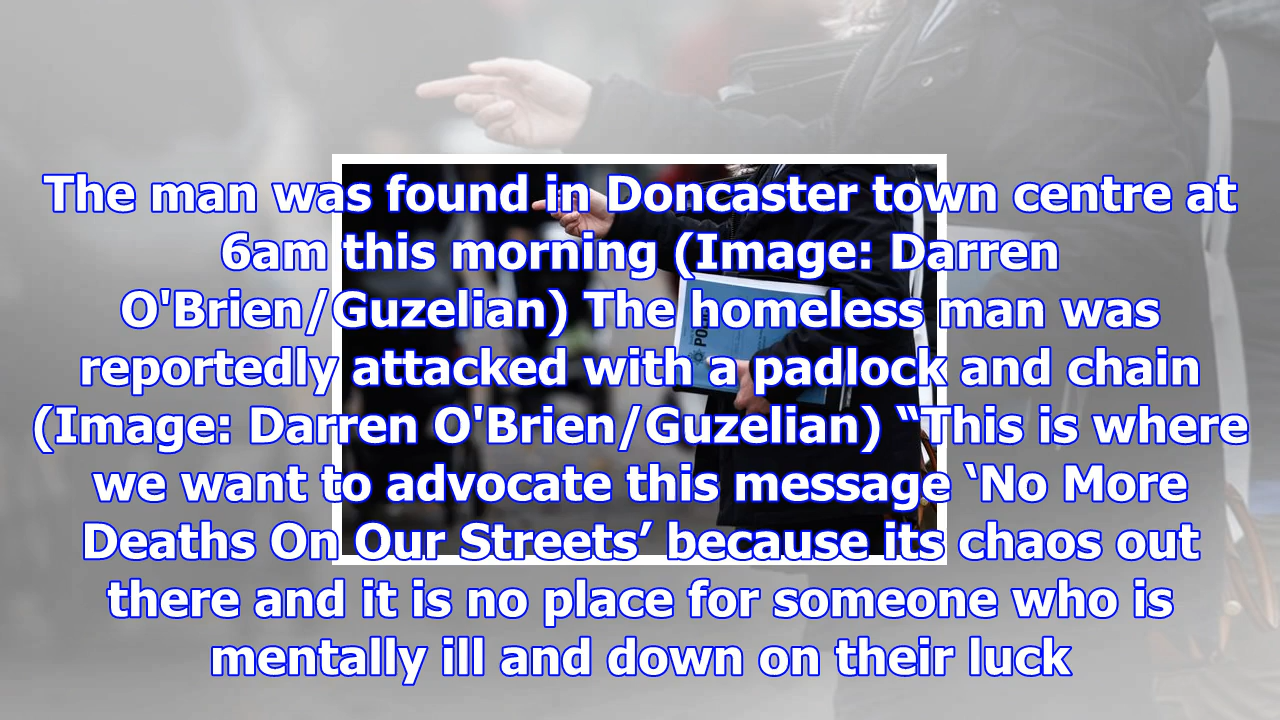 The man was found in Doncaster town centre at
6am this morning (Image: Darren
O'Brien/Guzelian) The homeless man was
reportedly attacked with a padlock and chain
(Image: Darren O'Brien/Guzelian) “This is where
we want to advocate this message ‘No More
Deaths On Our Streets’ because its chaos out
there and it is no place for someone who is
mentally ill and down on their luck